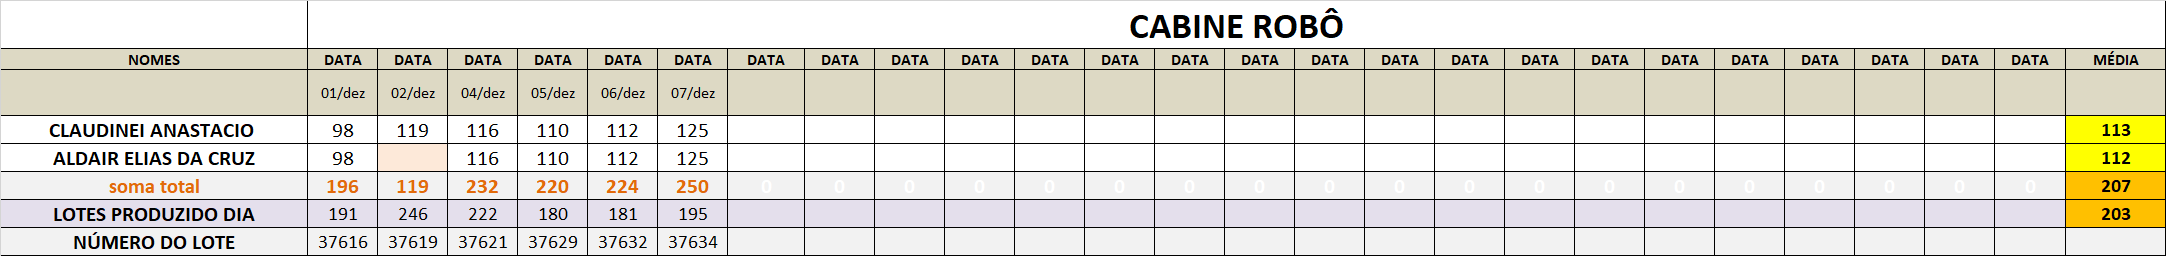 CABINE ROBÔ
NOMES DATA DATA DATA DATA DATA DATA DATA DATA DATA DATA DATA DATA DATA DATA DATA DATA DATA DATA DATA DATA DATA DATA DATA DATA DATA MÉDIA
01/dez 02/dez 04/dez 05/dez 06/dez 07/dez
CLAUDINEI ANASTACIO 98 119 116 110 112 125 113
ALDAIR ELIAS DA CRUZ 98 116 110 112 125 112
soma total 196 119 232 220 224 250 0 0 0 0 0 0 0 0 0 0 0 0 0 0 0 0 0 0 0 207
LOTES PRODUZIDO DIA 191 246 222 180 181 195 203
NÚMERO DO LOTE 37616 37619 37621 37629 37632 37634